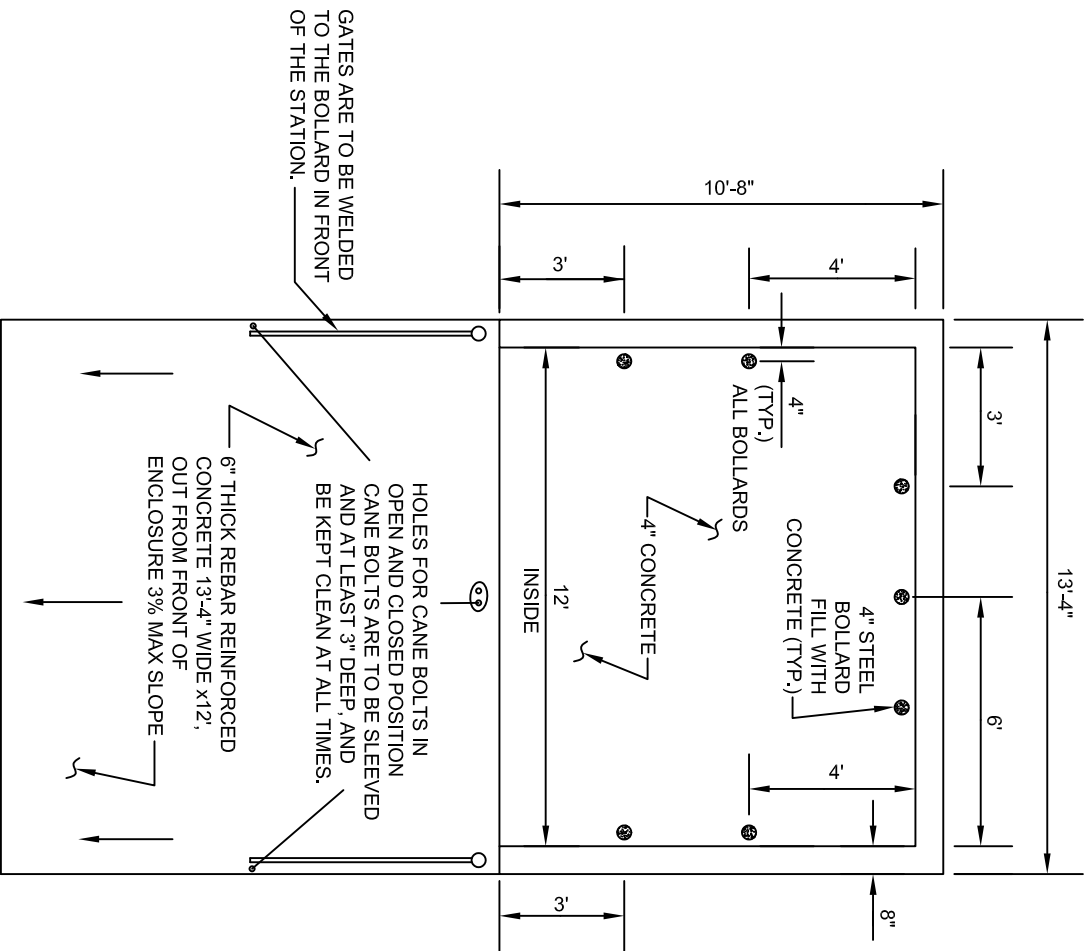 13'-4"
3'
6'
10'-8"
3'
4'
4"
(TYP.)
ALL BOLLARDS
4" STEEL
BOLLARD
FILL WITH
CONCRETE (TYP.)
4'
8"
4" CONCRETE
12'
INSIDE
3'
GATES ARE TO BE WELDED
TO THE BOLLARD IN FRONT
OF THE STATION.
HOLES FOR CANE BOLTS IN
OPEN AND CLOSED POSITION
CANE BOLTS ARE TO BE SLEEVED
AND AT LEAST 3" DEEP, AND
BE KEPT CLEAN AT ALL TIMES.
6" THICK REBAR REINFORCED
CONCRETE 13'-4" WIDE x12',
OUT FROM FRONT OF
ENCLOSURE 3% MAX SLOPE